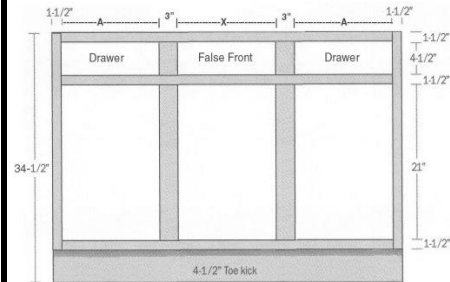 1-1/2" A 3" X 3" A 1-1/2"
Drawer False Front Drawer
1-1/2"
4-1/2"
1-1/2"
34-1/2"
21"
1-1/2"
4-1/2" Toe kick